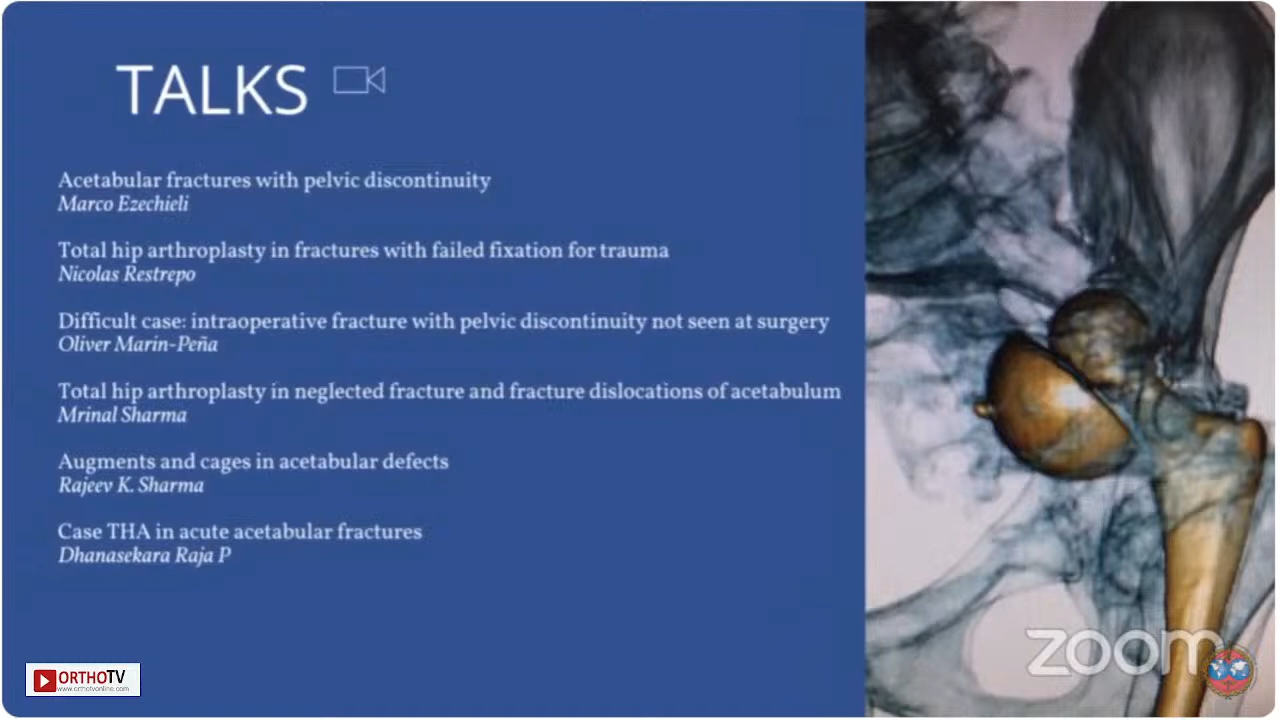 TALKS
Acetabular fractures with pelvic discontinuity
Marco Ezechieli
Total hip arthroplasty in fractures with failed fixation for trauma
Nicolas Restrepo
Difficult case: intraoperative fracture with pelvic discontinuity not seen at surgery
Oliver Marin-Peña
Total hip arthroplasty in neglected fracture and fracture dislocations of acetabulum
Mrinal Sharma
Augments and cages in acetabular defects
Rajeev K. Sharma
Case THA in acute acetabular fractures
Dhanasekara Raja P
ORTHOTV
www.orthotvonline.com
zoom